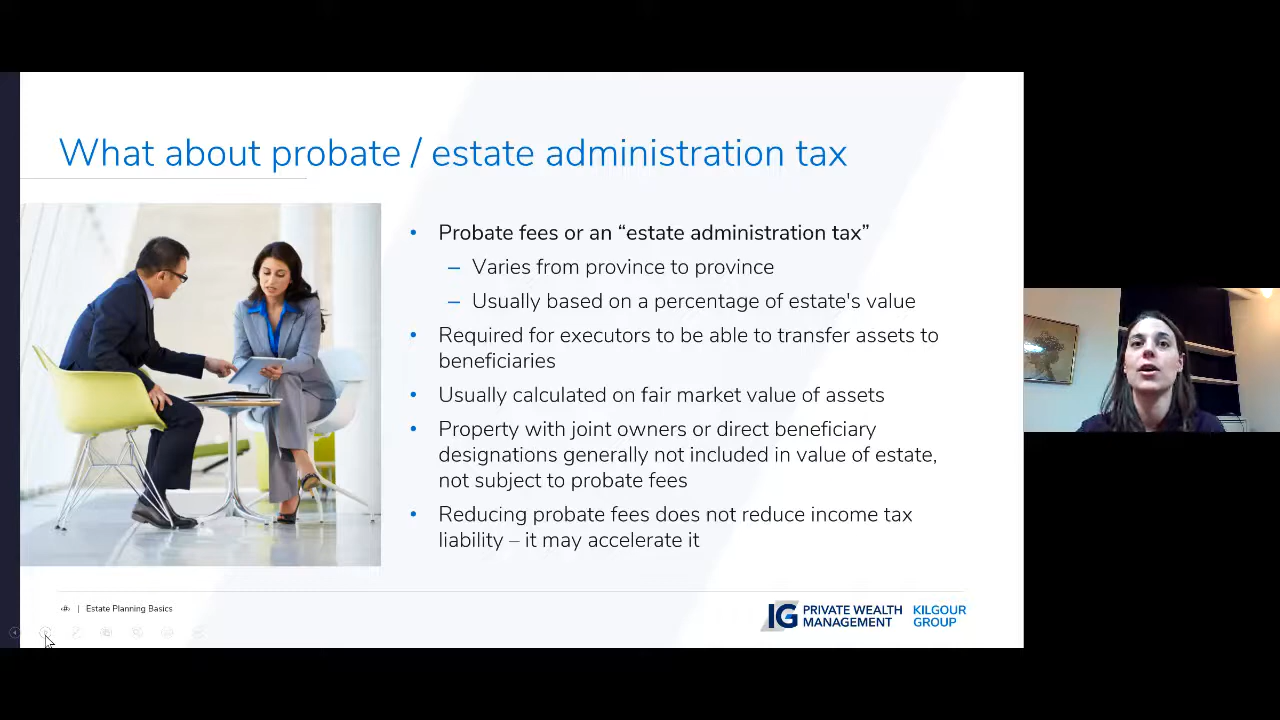 What about probate / estate administration tax
• Probate fees or an “estate administration tax”
– Varies from province to province
– Usually based on a percentage of estate's value
• Required for executors to be able to transfer assets to
beneficiaries
• Usually calculated on fair market value of assets
• Property with joint owners or direct beneficiary
designations generally not included in value of estate,
not subject to probate fees
• Reducing probate fees does not reduce income tax
liability – it may accelerate it
| Estate Planning Basics
IG PRIVATE WEALTH
MANAGEMENT
KILGOUR
GROUP